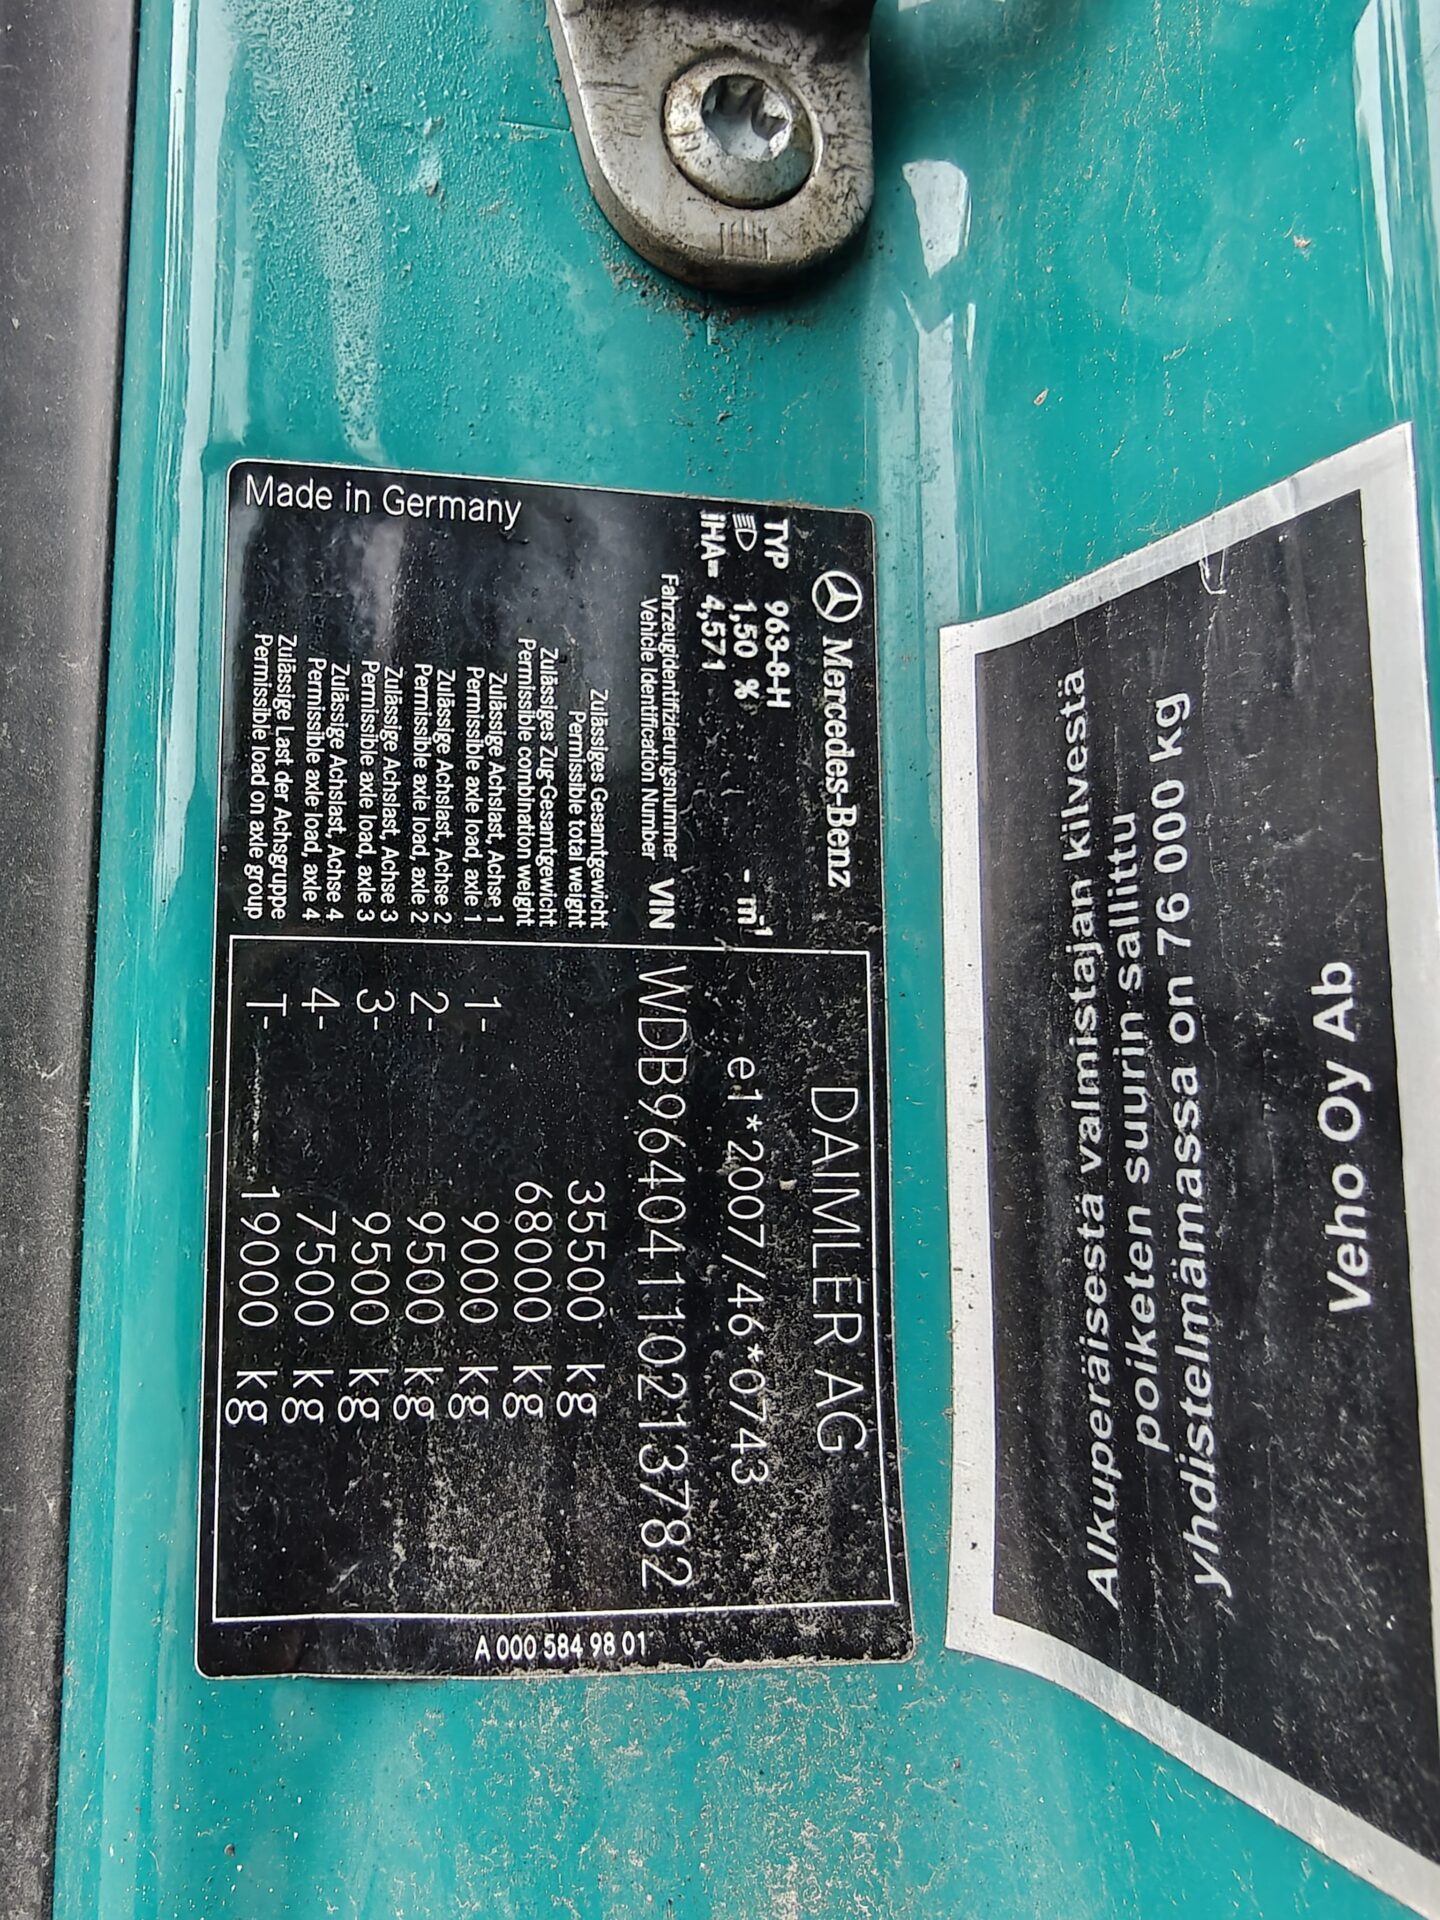 Mercedes-Benz
DAIMLER AG
TYP 963-8-H
1,50 % - m⁻¹
e1*2007/46*0743
iHA= 4,571
Fahrzeugidentifizierungsnummer
Vehicle Identification Number VIN
WDB96404110213782
Zulässiges Gesamtgewicht
Permissible total weight
35500 kg
Zulässiges Zug-Gesamtgewicht
Permissible combination weight
68000 kg
Zulässige Achslast, Achse 1
Permissible axle load, axle 1
1- 9000 kg
Zulässige Achslast, Achse 2
Permissible axle load, axle 2
2- 9500 kg
Zulässige Achslast, Achse 3
Permissible axle load, axle 3
3- 9500 kg
Zulässige Achslast, Achse 4
Permissible axle load, axle 4
4- 7500 kg
Zulässige Last der Achsgruppe
Permissible load on axle group
T- 19000 kg
Made in Germany
A 000 584 98 01
Alkuperäisestä valmistajan kilvestä
poiketen suurin sallittu
yhdistelmämassa on 76 000 kg
Veho Oy Ab